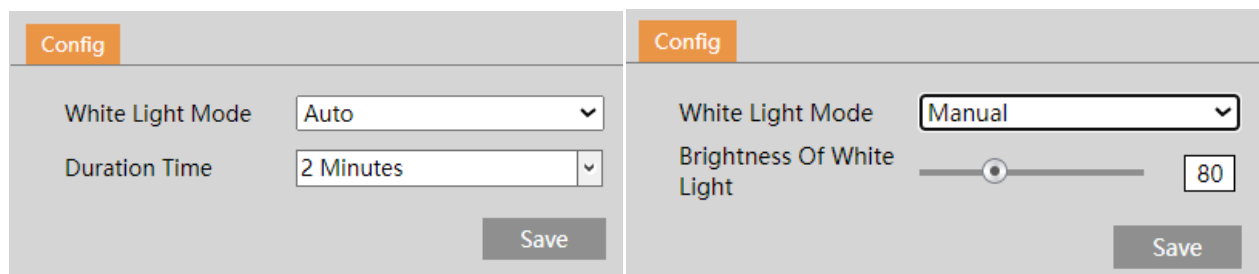 Config
White Light Mode Auto
Duration Time 2 Minutes
Save
Config
White Light Mode Manual
Brightness Of White
Light 80
Save